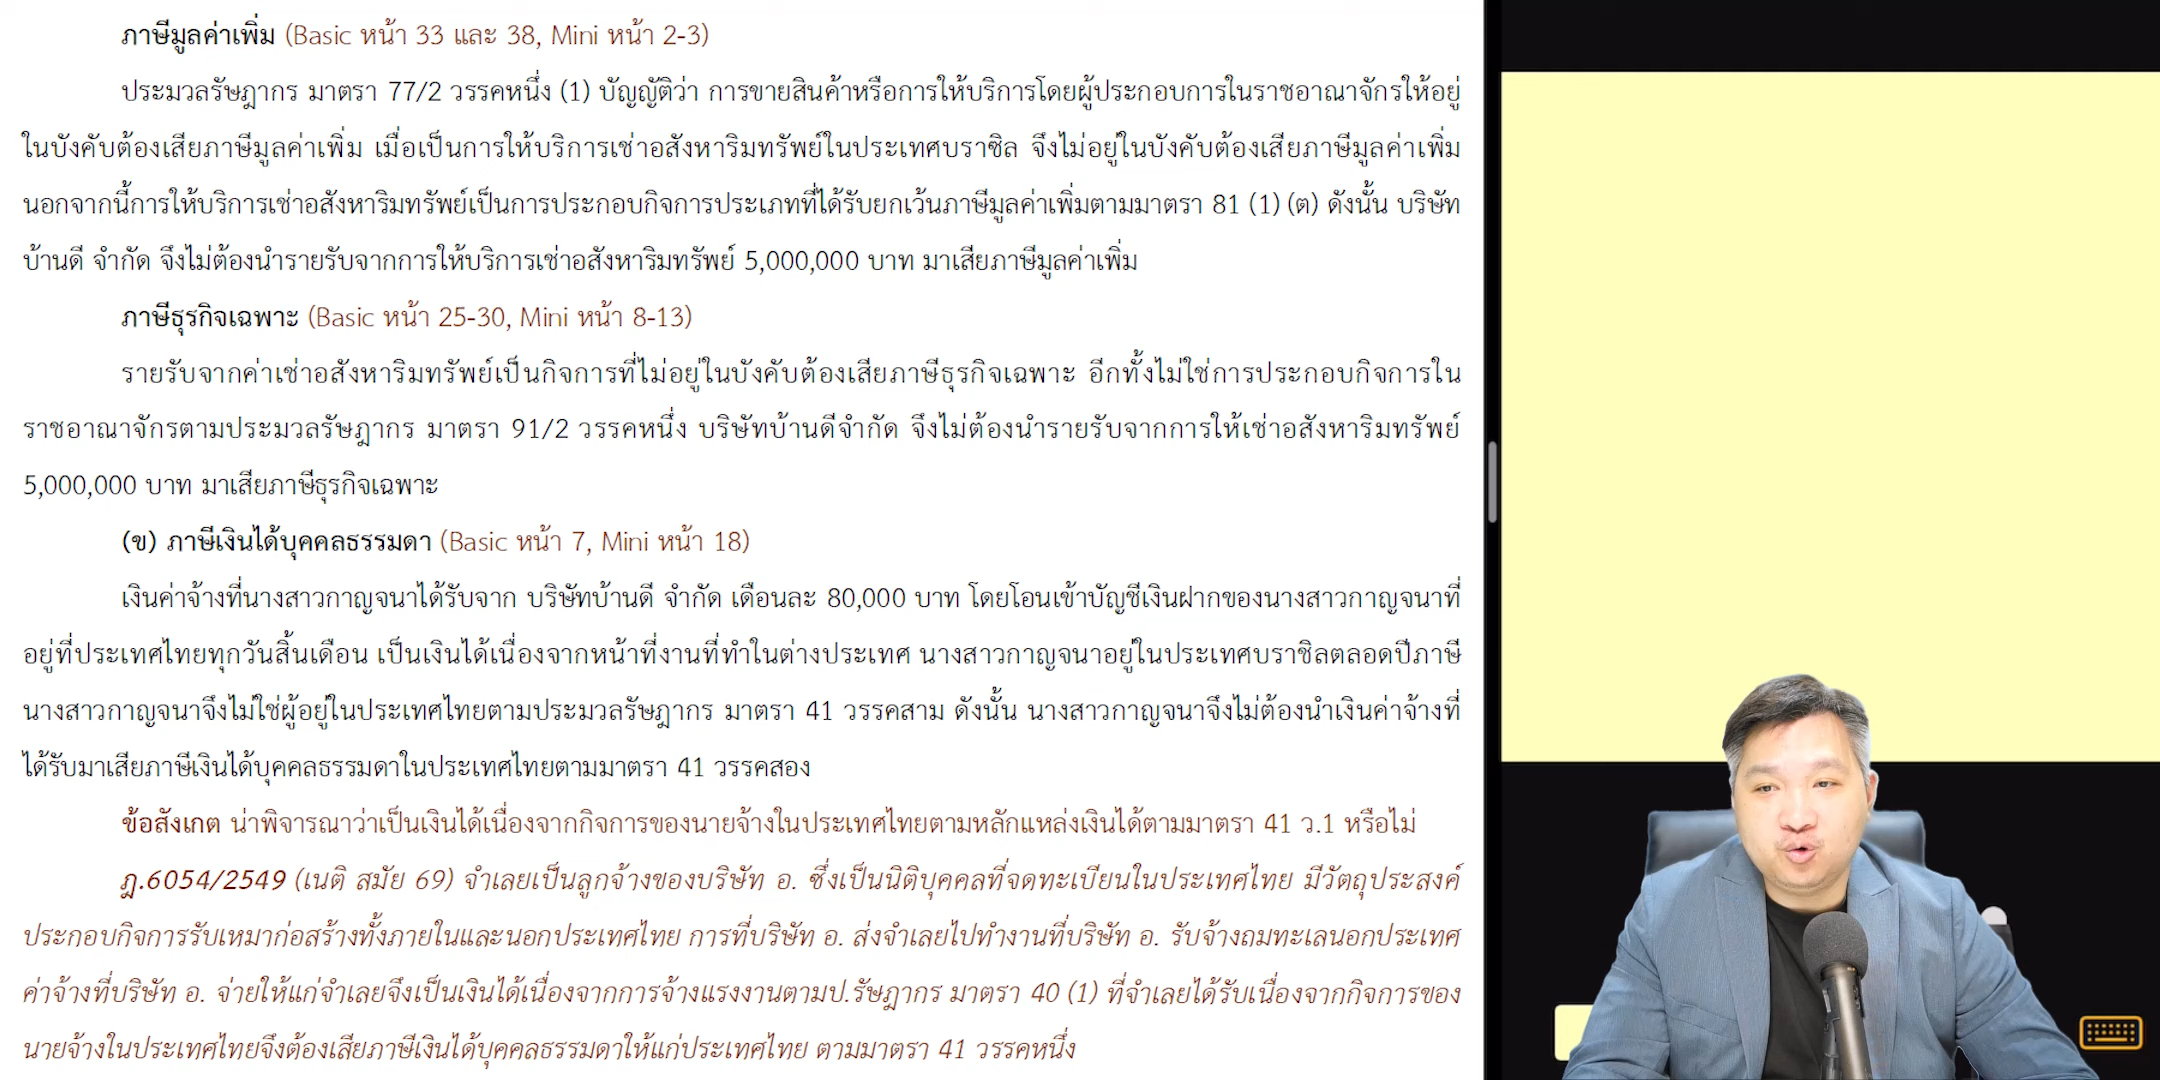 ภาษีมูลค่าเพิ่ม (Basic หน้า 33 และ 38, Mini หน้า 2-3)
ประมวลรัษฎากร มาตรา 77/2 วรรคหนึ่ง (1) บัญญัติว่า การขายสินค้าหรือการให้บริการโดยผู้ประกอบการในราชอาณาจักรให้อยู่
ในบังคับต้องเสียภาษีมูลค่าเพิ่ม เมื่อเป็นการให้บริการเช่าอสังหาริมทรัพย์ในประเทศบราซิล จึงไม่อยู่ในบังคับต้องเสียภาษีมูลค่าเพิ่ม
นอกจากนี้การให้บริการเช่าอสังหาริมทรัพย์เป็นการประกอบกิจการประเภทที่ได้รับยกเว้นภาษีมูลค่าเพิ่มตามมาตรา 81 (1) (ต) ดังนั้น บริษัท
บ้านดี จำกัด จึงไม่ต้องนำรายรับจากการให้บริการเช่าอสังหาริมทรัพย์ 5,000,000 บาท มาเสียภาษีมูลค่าเพิ่ม
ภาษีธุรกิจเฉพาะ (Basic หน้า 25-30, Mini หน้า 8-13)
รายรับจากค่าเช่าอสังหาริมทรัพย์เป็นกิจการที่ไม่อยู่ในบังคับต้องเสียภาษีธุรกิจเฉพาะ อีกทั้งไม่ใช่การประกอบกิจการใน
ราชอาณาจักรตามประมวลรัษฎากร มาตรา 91/2 วรรคหนึ่ง บริษัทบ้านดีจำกัด จึงไม่ต้องนำรายรับจากการให้เช่าอสังหาริมทรัพย์
5,000,000 บาท มาเสียภาษีธุรกิจเฉพาะ
(ข) ภาษีเงินได้บุคคลธรรมดา (Basic หน้า 7, Mini หน้า 18)
เงินค่าจ้างที่นางสาวกาญจนาได้รับจาก บริษัทบ้านดี จำกัด เดือนละ 80,000 บาท โดยโอนเข้าบัญชีเงินฝากของนางสาวกาญจนาที่
อยู่ที่ประเทศไทยทุกวันสิ้นเดือน เป็นเงินได้เนื่องจากหน้าที่งานที่ทำในต่างประเทศ นางสาวกาญจนาอยู่ในประเทศบราซิลตลอดปีภาษี
นางสาวกาญจนาจึงไม่ใช่ผู้อยู่ในประเทศไทยตามประมวลรัษฎากร มาตรา 41 วรรคสาม ดังนั้น นางสาวกาญจนาจึงไม่ต้องนำเงินค่าจ้างที่
ได้รับมาเสียภาษีเงินได้บุคคลธรรมดาในประเทศไทยตามมาตรา 41 วรรคสอง
ข้อสังเกต น่าพิจารณาว่าเป็นเงินได้เนื่องจากกิจการของนายจ้างในประเทศไทยตามหลักแหล่งเงินได้ตามมาตรา 41 ว.1 หรือไม่
ฎ.6054/2549 (เนติ สมัย 69) จำเลยเป็นลูกจ้างของบริษัท อ. ซึ่งเป็นนิติบุคคลที่จดทะเบียนในประเทศไทย มีวัตถุประสงค์
ประกอบกิจการรับเหมาก่อสร้างทั้งภายในและนอกประเทศไทย การที่บริษัท อ. ส่งจำเลยไปทำงานที่บริษัท อ. รับจ้างถมทะเลนอกประเทศ
ค่าจ้างที่บริษัท อ. จ่ายให้แก่จำเลยจึงเป็นเงินได้เนื่องจากการจ้างแรงงานตามป.รัษฎากร มาตรา 40 (1) ที่จำเลยได้รับเนื่องจากกิจการของ
นายจ้างในประเทศไทยจึงต้องเสียภาษีเงินได้บุคคลธรรมดาให้แก่ประเทศไทย ตามมาตรา 41 วรรคหนึ่ง